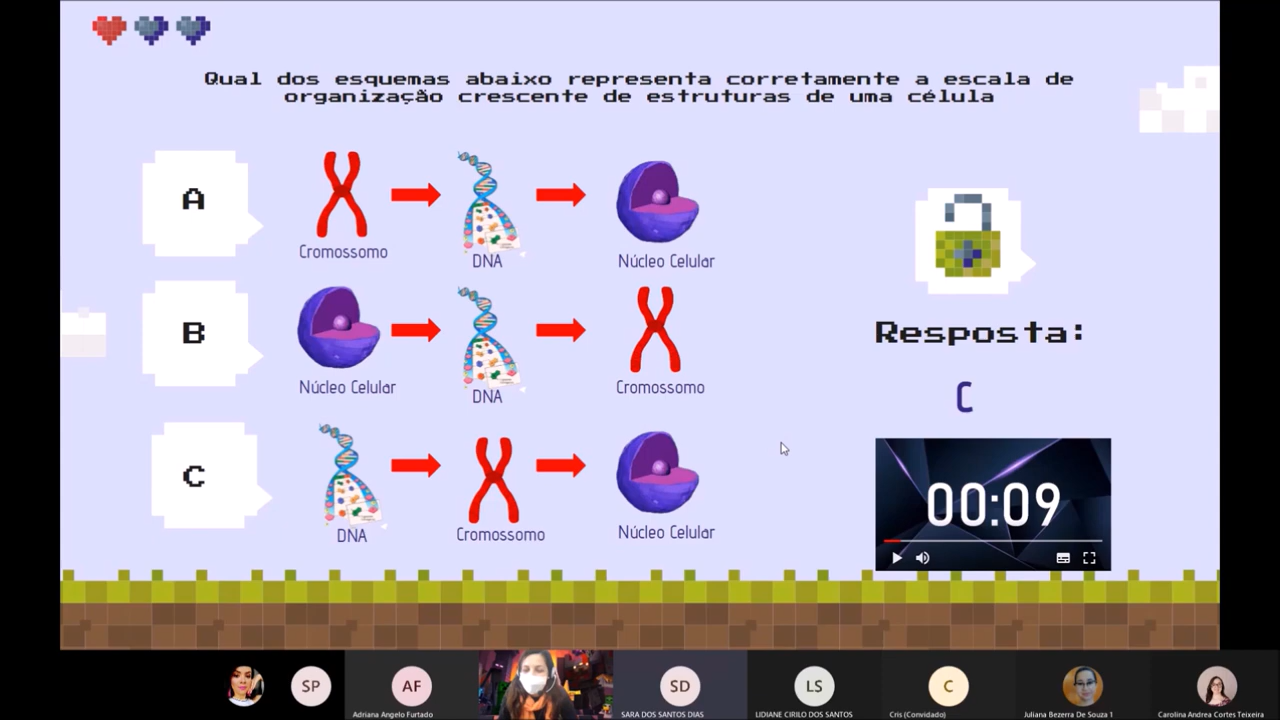 Qual dos esquemas abaixo representa corretamente a escala de
organização crescente de estruturas de uma célula
A
Cromossomo
DNA
Núcleo Celular
B
Núcleo Celular
DNA
Cromossomo
C
DNA
Cromossomo
Núcleo Celular
Resposta:
C
00:09
SP
AF
Adriana Angelo Furtado
SD
SARA DOS SANTOS DIAS
LS
LIDIANE CIRILO DOS SANTOS
C
Cris (Convidado)
Juliana Bezerra De Souza 1
Carolina Andrea Cortes Teixeira